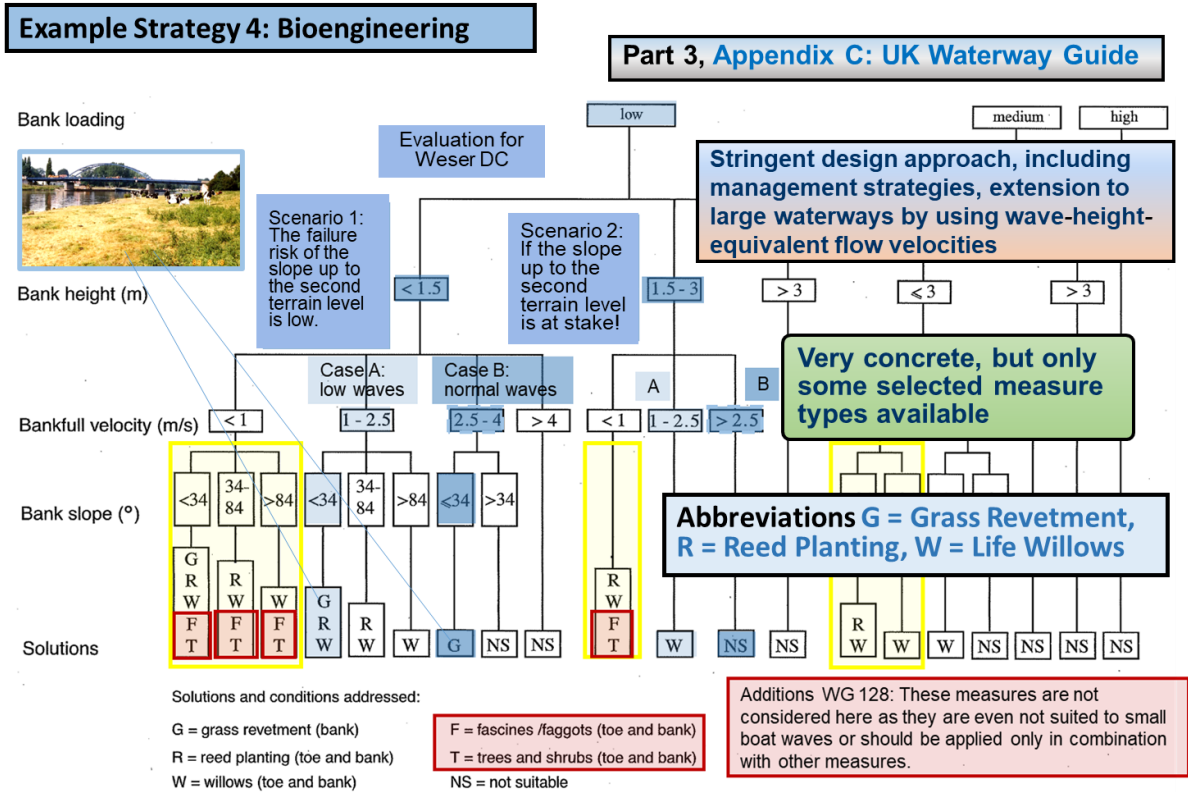 Example Strategy 4: Bioengineering
Part 3, Appendix C: UK Waterway Guide
Bank loading
low
medium
high
Evaluation for
Weser DC
Stringent design approach, including
management strategies, extension to
large waterways by using wave-height-
equivalent flow velocities
Scenario 1:
The failure
risk of the
slope up to
the second
terrain level
is low.
Scenario 2:
If the slope
up to the
second
terrain level
is at stake!
Bank height (m)
< 1.5
1.5 - 3
> 3
⩽ 3
> 3
Very concrete, but only
some selected measure
types available
Case A:
low waves
Case B:
normal waves
A
B
Bankfull velocity (m/s)
< 1
1 - 2.5
2.5 - 4
> 4
< 1
1 - 2.5
> 2.5
Bank slope (°)
<34
34-
84
>84
<34
34-
84
>84
⩽34
>34
Abbreviations G = Grass Revetment,
R = Reed Planting, W = Life Willows
Solutions
G
R
W
F
T
R
W
F
T
W
F
T
G
R
W
R
W
W
G
NS
NS
R
W
F
T
W
NS
NS
R
W
W
W
NS
NS
NS
NS
Solutions and conditions addressed:
G = grass revetment (bank)
R = reed planting (toe and bank)
W = willows (toe and bank)
F = fascines /faggots (toe and bank)
T = trees and shrubs (toe and bank)
NS = not suitable
Additions WG 128: These measures are not
considered here as they are even not suited to small
boat waves or should be applied only in combination
with other measures.